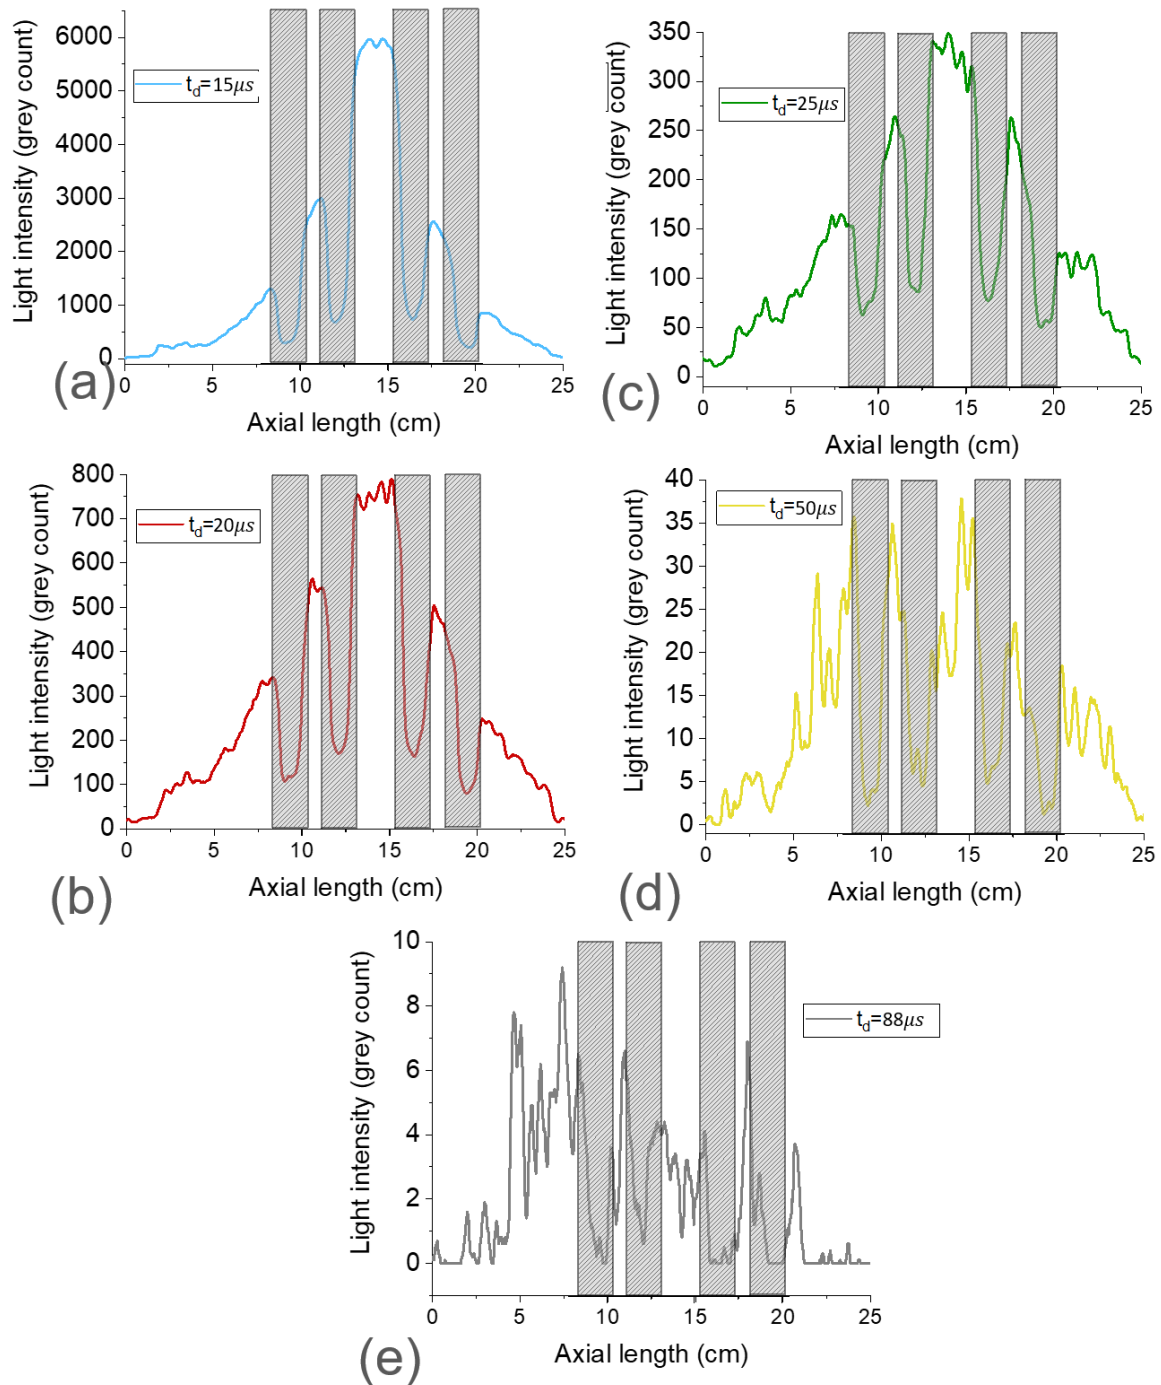 6000
5000
4000
3000
2000
1000
0
Light intensity (grey count)
t_d=15μs
0 5 10 15 20 25
Axial length (cm)
(a)
350
300
250
200
150
100
50
0
Light intensity (grey count)
t_d=25μs
0 5 10 15 20 25
Axial length (cm)
(c)
800
700
600
500
400
300
200
100
0
Light intensity (grey count)
t_d=20μs
0 5 10 15 20 25
Axial length (cm)
(b)
40
35
30
25
20
15
10
5
0
Light intensity (grey count)
t_d=50μs
0 5 10 15 20 25
Axial length (cm)
(d)
10
8
6
4
2
0
Light intensity (grey count)
t_d=88μs
0 5 10 15 20 25
Axial length (cm)
(e)